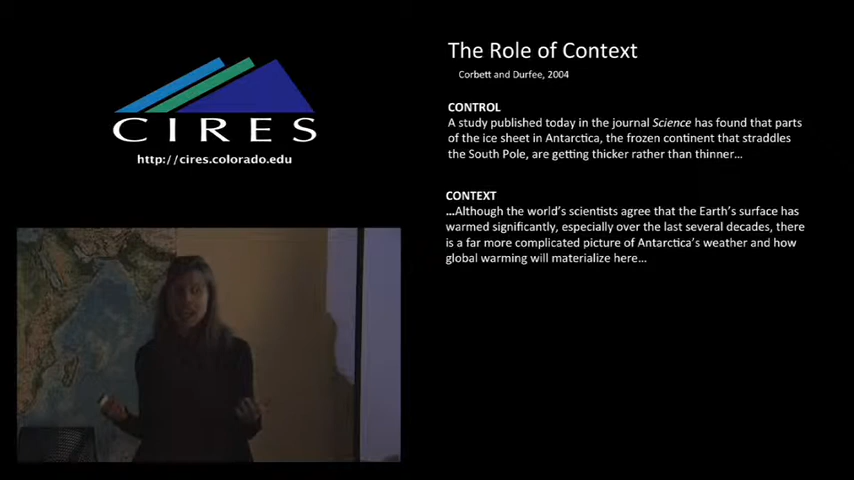 CIRES
http://cires.colorado.edu
The Role of Context
Corbett and Durfee, 2004
CONTROL
A study published today in the journal Science has found that parts
of the ice sheet in Antarctica, the frozen continent that straddles
the South Pole, are getting thicker rather than thinner…
CONTEXT
…Although the world's scientists agree that the Earth's surface has
warmed significantly, especially over the last several decades, there
is a far more complicated picture of Antarctica's weather and how
global warming will materialize here…